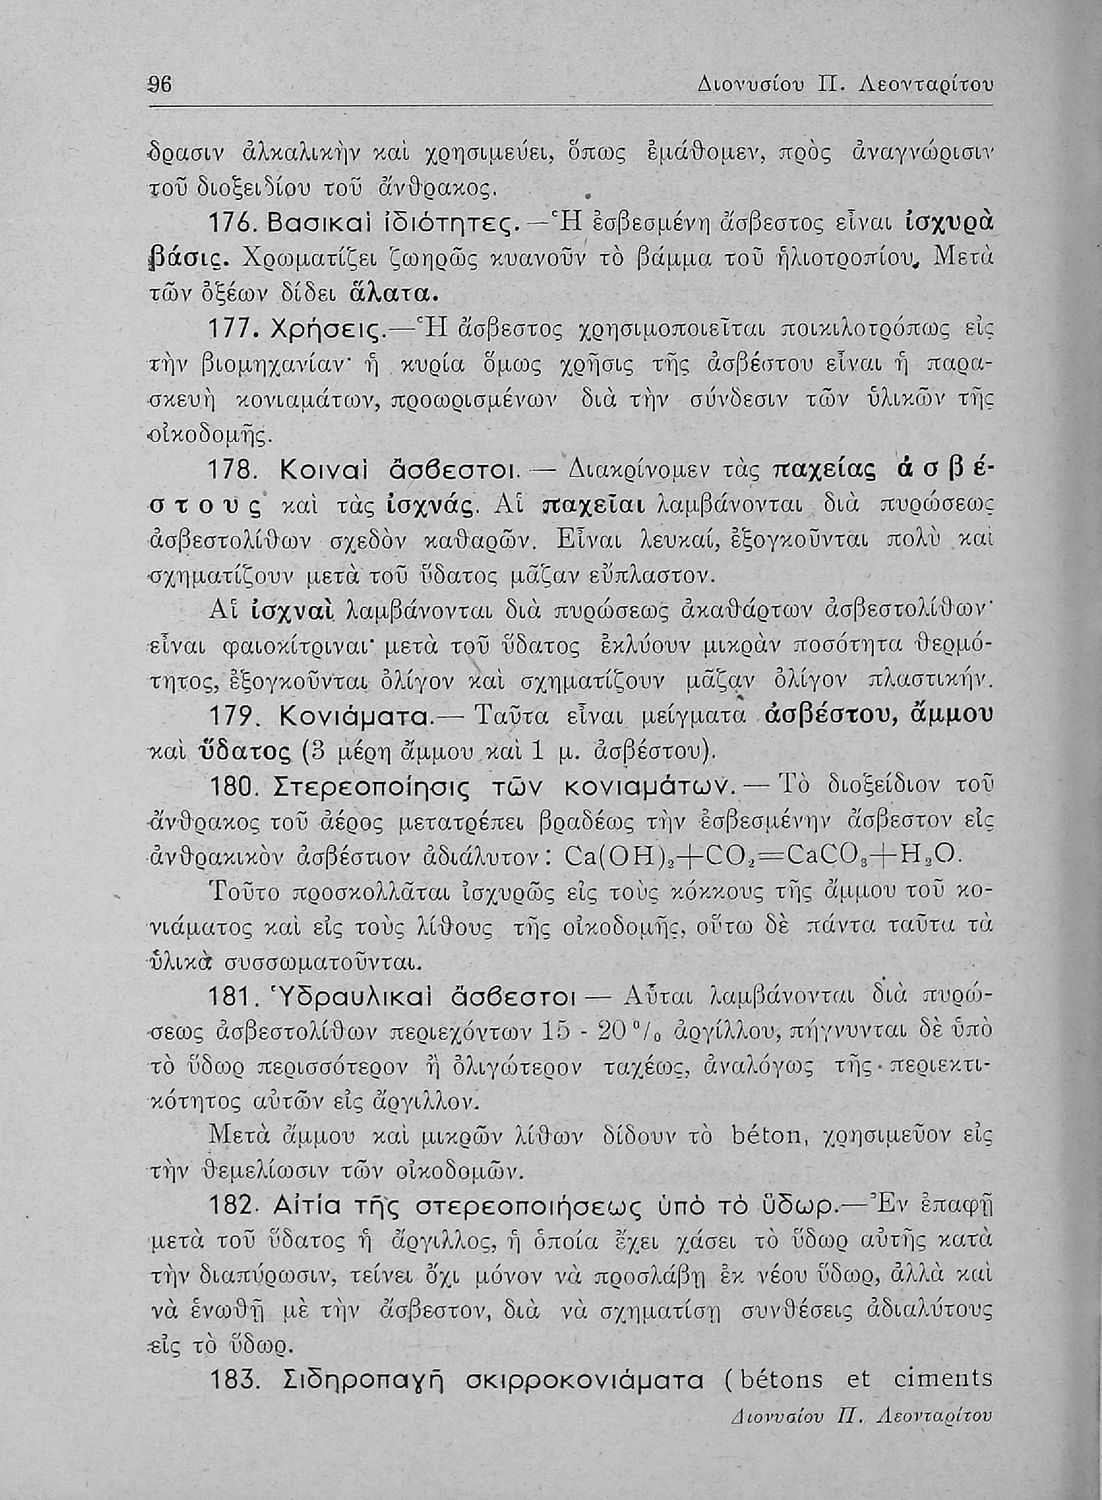 96 Διονυσίου Π. Λεονταρίτου
δρασιν ἀλκαλικὴν καὶ χρησιμεύει, ὅπως ἐμάθομεν, πρὸς ἀναγνώρισιν
τοῦ διοξειδίου τοῦ ἄνθρακος.
176. Βασικαὶ ἰδιότητες.—Ἡ ἐσβεσμένη ἄσβεστος εἶναι ἰσχυρὰ
βάσις. Χρωματίζει ζωηρῶς κυανοῦν τὸ βάμμα τοῦ ἡλιοτροπίου. Μετὰ
τῶν ὀξέων δίδει ἅλατα.
177. Χρήσεις.—Ἡ ἄσβεστος χρησιμοποιεῖται ποικιλοτρόπως εἰς
τὴν βιομηχανίαν· ἡ κυρία ὅμως χρῆσις τῆς ἀσβέστου εἶναι ἡ παρα-
σκευὴ κονιαμάτων, προωρισμένων διὰ τὴν σύνδεσιν τῶν ὑλικῶν τῆς
οἰκοδομῆς.
178. Κοιναὶ ἄσβεστοι.— Διακρίνομεν τὰς παχείας ἀ σ β έ-
σ τ ο υ ς καὶ τὰς ἰσχνάς. Αἱ παχεῖαι λαμβάνονται διὰ πυρώσεως
ἀσβεστολίθων σχεδὸν καθαρῶν. Εἶναι λευκαί, ἐξογκοῦνται πολὺ καὶ
σχηματίζουν μετὰ τοῦ ὕδατος μᾶζαν εὔπλαστον.
Αἱ ἰσχναὶ λαμβάνονται διὰ πυρώσεως ἀκαθάρτων ἀσβεστολίθων·
εἶναι φαιοκίτριναι· μετὰ τοῦ ὕδατος ἐκλύουν μικρὰν ποσότητα θερμό-
τητος, ἐξογκοῦνται ὀλίγον καὶ σχηματίζουν μᾶζαν ὀλίγον πλαστικήν.
179. Κονιάματα.— Ταῦτα εἶναι μείγματα ἀσβέστου, ἄμμου
καὶ ὕδατος (3 μέρη ἄμμου καὶ 1 μ. ἀσβέστου).
180. Στερεοποίησις τῶν κονιαμάτων.— Τὸ διοξείδιον τοῦ
ἄνθρακος τοῦ ἀέρος μετατρέπει βραδέως τὴν ἐσβεσμένην ἄσβεστον εἰς
ἀνθρακικὸν ἀσβέστιον ἀδιάλυτον: Ca(OH)₂+CO₂=CaCO₃+H₂O.
Τοῦτο προσκολλᾶται ἰσχυρῶς εἰς τοὺς κόκκους τῆς ἄμμου τοῦ κο-
νιάματος καὶ εἰς τοὺς λίθους τῆς οἰκοδομῆς, οὕτω δὲ πάντα ταῦτα τὰ
ὑλικὰ συσσωματοῦνται.
181. Ὑδραυλικαὶ ἄσβεστοι — Αὗται λαμβάνονται διὰ πυρώ-
σεως ἀσβεστολίθων περιεχόντων 15 - 20 ⁰/₀ ἀργίλλου, πήγνυνται δὲ ὑπὸ
τὸ ὕδωρ περισσότερον ἢ ὀλιγώτερον ταχέως, ἀναλόγως τῆς περιεκτι-
κότητος αὐτῶν εἰς ἄργιλλον.
Μετὰ ἄμμου καὶ μικρῶν λίθων δίδουν τὸ béton, χρησιμεῦον εἰς
τὴν θεμελίωσιν τῶν οἰκοδομῶν.
182. Αἰτία τῆς στερεοποιήσεως ὑπὸ τὸ ὕδωρ.—Ἐν ἐπαφῇ
μετὰ τοῦ ὕδατος ἡ ἄργιλλος, ἡ ὁποία ἔχει χάσει τὸ ὕδωρ αὐτῆς κατὰ
τὴν διαπύρωσιν, τείνει ὄχι μόνον νὰ προσλάβῃ ἐκ νέου ὕδωρ, ἀλλὰ καὶ
νὰ ἑνωθῇ μὲ τὴν ἄσβεστον, διὰ νὰ σχηματίσῃ συνθέσεις ἀδιαλύτους
εἰς τὸ ὕδωρ.
183. Σιδηροπαγῆ σκιρροκονιάματα (bétons et ciments
Διονυσίου Π. Λεονταρίτου